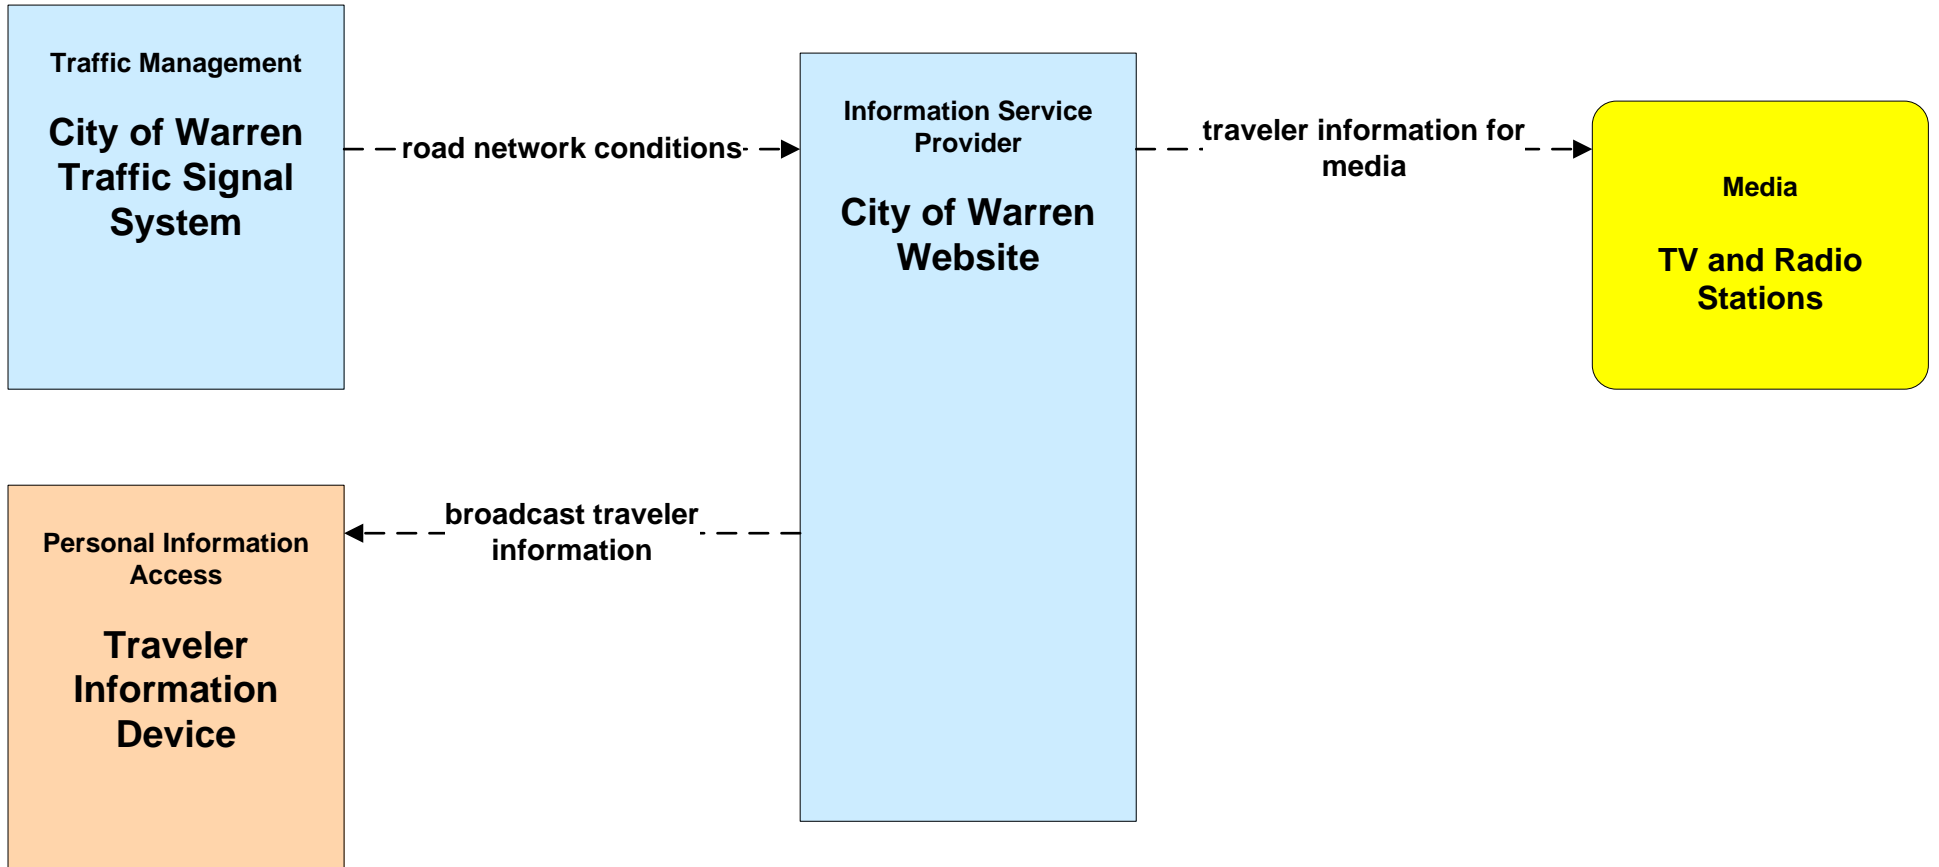 Traffic Management
City of Warren
Traffic Signal
System
road network conditions
Information Service
Provider
City of Warren
Website
traveler information for
media
Media
TV and Radio
Stations
Personal Information
Access
Traveler
Information
Device
broadcast traveler
information